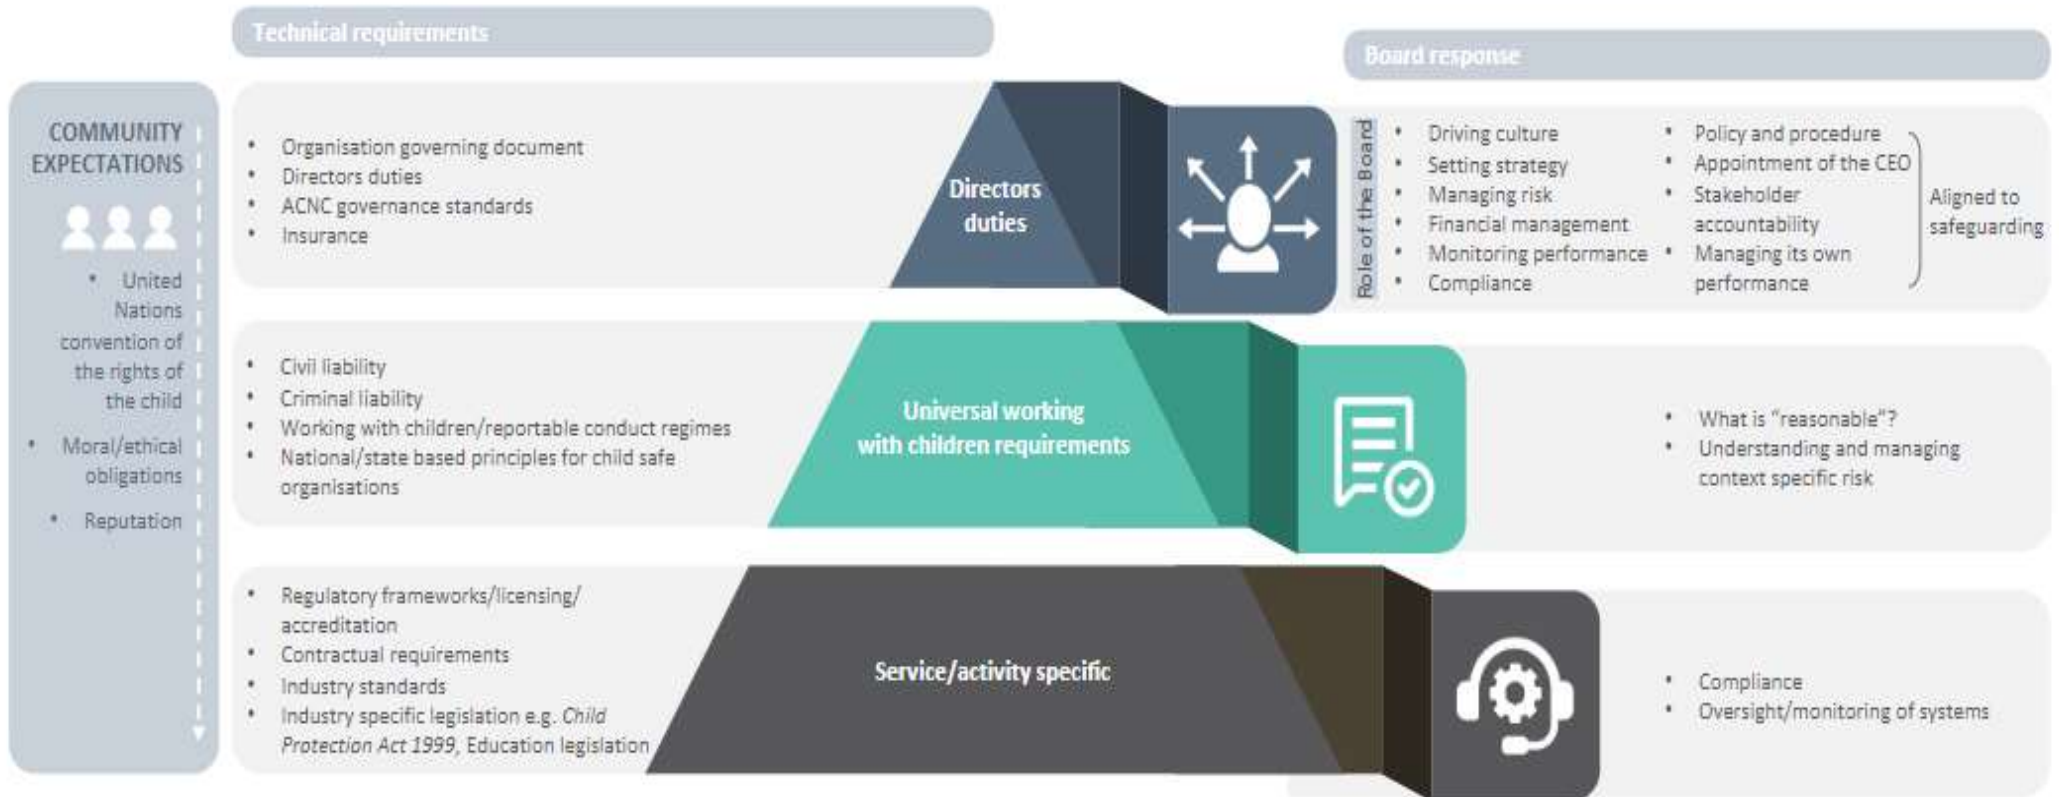 Technical requirements
Board response
COMMUNITY
EXPECTATIONS
• United
Nations
convention of
the rights of
the child
• Moral/ethical
obligations
• Reputation
• Organisation governing document
• Directors duties
• ACNC governance standards
• Insurance
Directors
duties
Role of the Board
• Driving culture
• Setting strategy
• Managing risk
• Financial management
• Monitoring performance
• Compliance
• Policy and procedure
• Appointment of the CEO
• Stakeholder
accountability
• Managing its own
performance
Aligned to
safeguarding
• Civil liability
• Criminal liability
• Working with children/reportable conduct regimes
• National/state based principles for child safe
organisations
Universal working
with children requirements
• What is “reasonable”?
• Understanding and managing
context specific risk
• Regulatory frameworks/licensing/
accreditation
• Contractual requirements
• Industry standards
• Industry specific legislation e.g. Child
Protection Act 1999, Education legislation
Service/activity specific
• Compliance
• Oversight/monitoring of systems